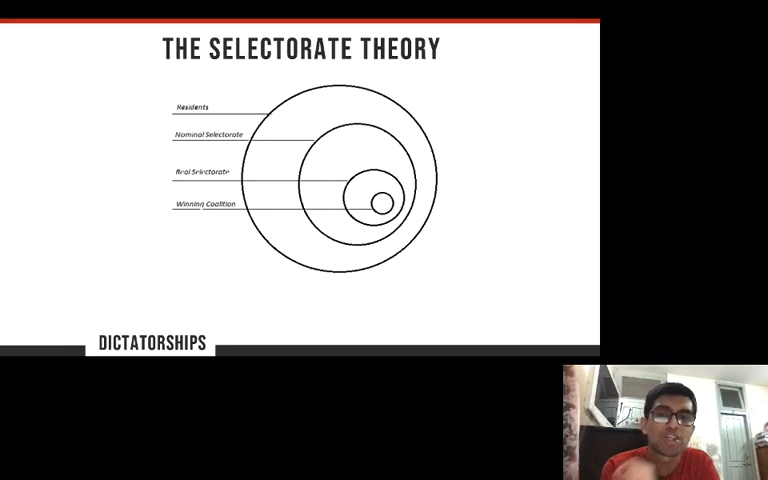 THE SELECTORATE THEORY
Residents
Nominal Selectorate
Real Selectorate
Winning Coalition
DICTATORSHIPS